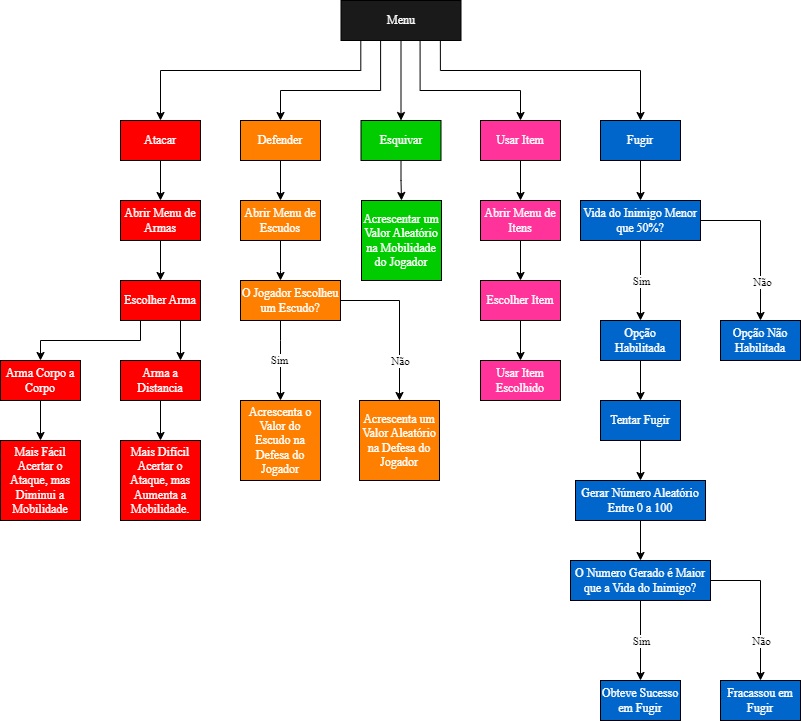 Menu
Atacar
Defender
Esquivar
Usar Item
Fugir
Abrir Menu de
Armas
Abrir Menu de
Escudos
Acrescentar um
Valor Aleatório
na Mobilidade
do Jogador
Abrir Menu de
Itens
Vida do Inimigo Menor
que 50%?
Escolher Arma
O Jogador Escolheu
um Escudo?
Escolher Item
Sim
Não
Opção
Habilitada
Opção Não
Habilitada
Sim
Não
Arma Corpo a
Corpo
Arma a
Distancia
Usar Item
Escolhido
Acrescenta o
Valor do
Escudo na
Defesa do
Jogador
Acrescenta um
Valor Aleatório
na Defesa do
Jogador
Tentar Fugir
Mais Fácil
Acertar o
Ataque, mas
Diminui a
Mobilidade
Mais Difícil
Acertar o
Ataque, mas
Aumenta a
Mobilidade.
Gerar Número Aleatório
Entre 0 a 100
O Numero Gerado é Maior
que a Vida do Inimigo?
Sim
Não
Obteve Sucesso
em Fugir
Fracassou em
Fugir